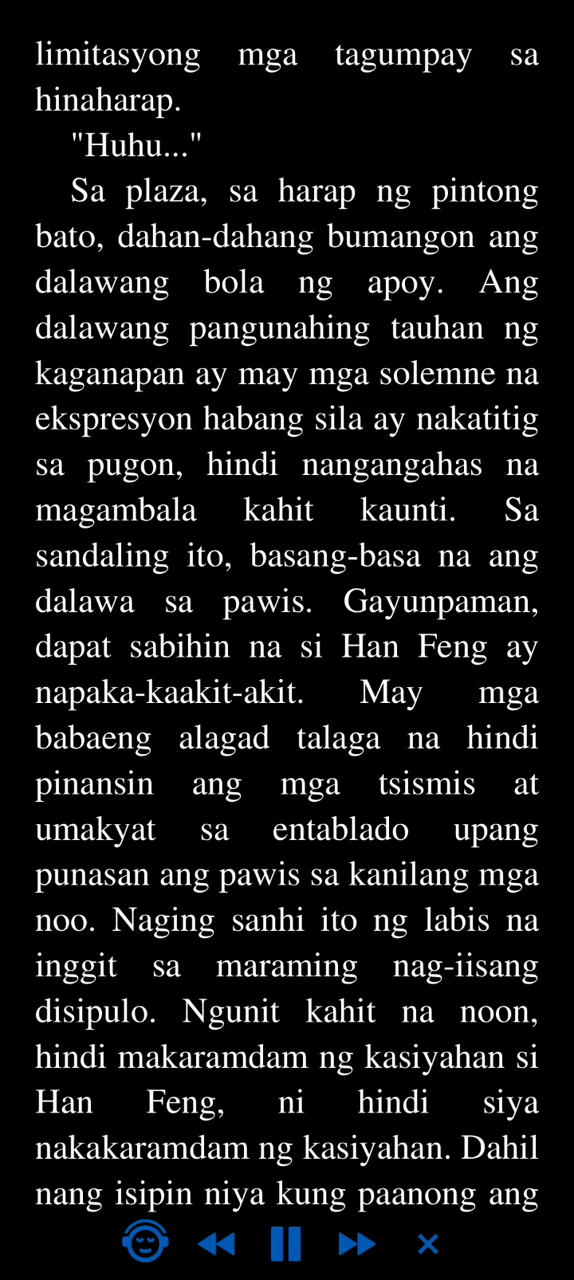 limitasyong mga tagumpay sa
hinaharap.
"Huhu..."
Sa plaza, sa harap ng pintong
bato, dahan-dahang bumangon ang
dalawang bola ng apoy. Ang
dalawang pangunahing tauhan ng
kaganapan ay may mga solemne na
ekspresyon habang sila ay nakatitig
sa pugon, hindi nangangahas na
magambala kahit kaunti. Sa
sandaling ito, basang-basa na ang
dalawa sa pawis. Gayunpaman,
dapat sabihin na si Han Feng ay
napaka-kaakit-akit. May mga
babaeng alagad talaga na hindi
pinansin ang mga tsismis at
umakyat sa entablado upang
punasan ang pawis sa kanilang mga
noo. Naging sanhi ito ng labis na
inggit sa maraming nag-iisang
disipulo. Ngunit kahit na noon,
hindi makaramdam ng kasiyahan si
Han Feng, ni hindi siya
nakakaramdam ng kasiyahan. Dahil
nang isipin niya kung paanong ang